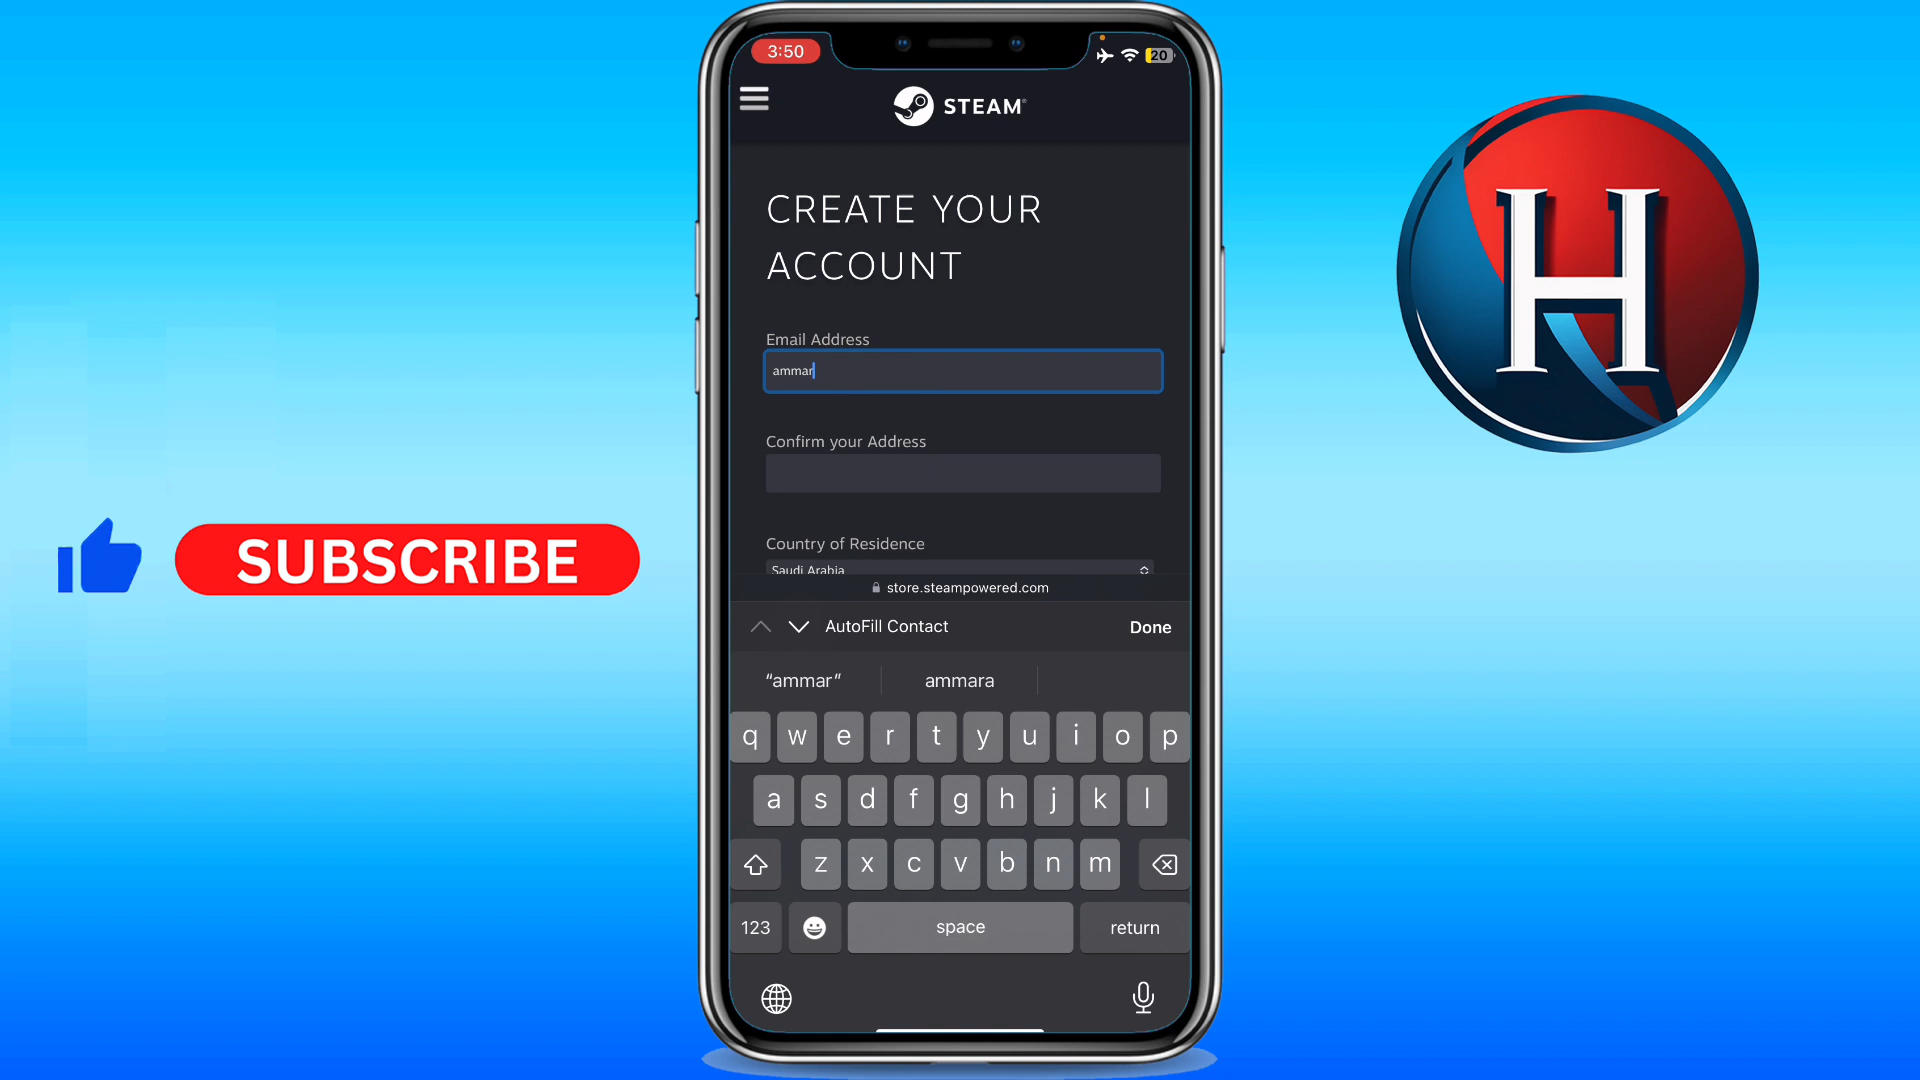 3:50
20
STEAM®
CREATE YOUR
ACCOUNT
Email Address
ammar
Confirm your Address
Country of Residence
Saudi Arabia
store.steampowered.com
AutoFill Contact
Done
“ammar”
ammara
q w e r t y u i o p
a s d f g h j k l
z x c v b n m
123
space
return
SUBSCRIBE
H